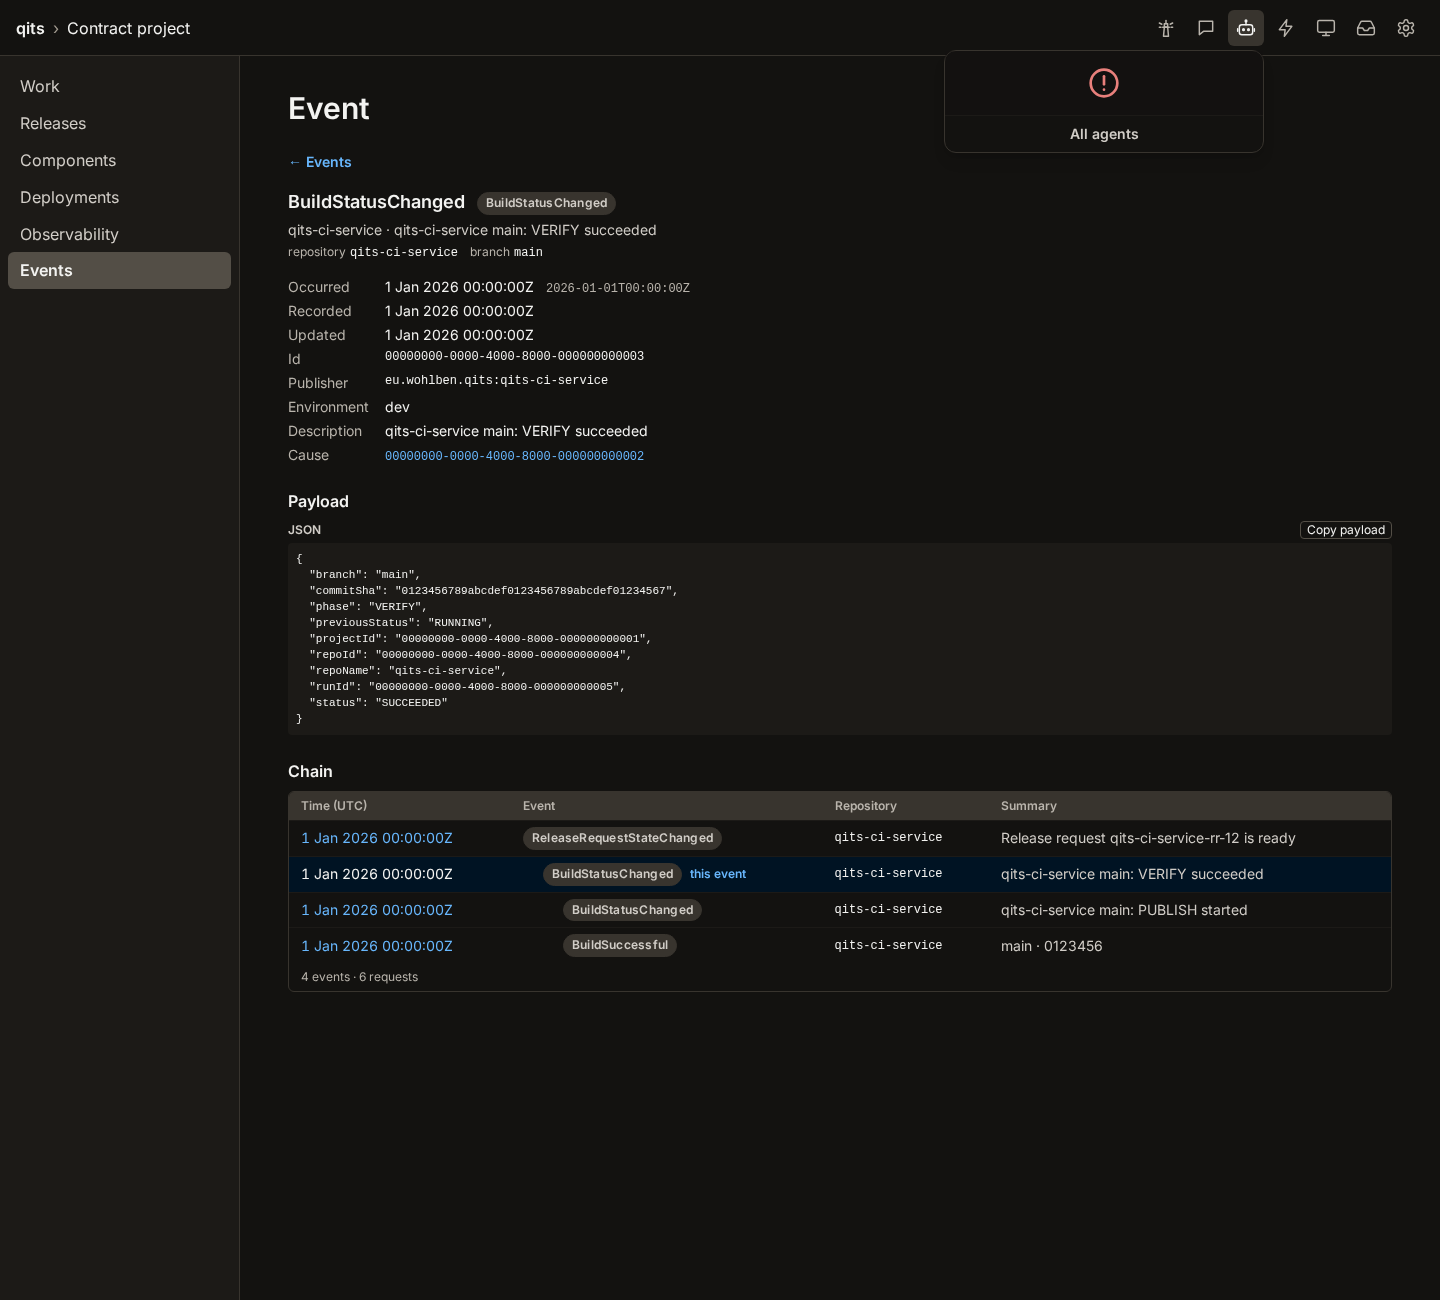 qits › Contract project
All agents
Work
Releases
Components
Deployments
Observability
Events
Event
← Events
BuildStatusChanged BuildStatusChanged
qits-ci-service · qits-ci-service main: VERIFY succeeded
repository qits-ci-service branch main
Occurred 1 Jan 2026 00:00:00Z 2026-01-01T00:00:00Z
Recorded 1 Jan 2026 00:00:00Z
Updated 1 Jan 2026 00:00:00Z
Id 00000000-0000-4000-8000-000000000003
Publisher eu.wohlben.qits:qits-ci-service
Environment dev
Description qits-ci-service main: VERIFY succeeded
Cause 00000000-0000-4000-8000-000000000002
Payload
JSON Copy payload
{
"branch": "main",
"commitSha": "0123456789abcdef0123456789abcdef01234567",
"phase": "VERIFY",
"previousStatus": "RUNNING",
"projectId": "00000000-0000-4000-8000-000000000001",
"repoId": "00000000-0000-4000-8000-000000000004",
"repoName": "qits-ci-service",
"runId": "00000000-0000-4000-8000-000000000005",
"status": "SUCCEEDED"
}
Chain
Time (UTC) Event Repository Summary
1 Jan 2026 00:00:00Z ReleaseRequestStateChanged qits-ci-service Release request qits-ci-service-rr-12 is ready
1 Jan 2026 00:00:00Z BuildStatusChanged this event qits-ci-service qits-ci-service main: VERIFY succeeded
1 Jan 2026 00:00:00Z BuildStatusChanged qits-ci-service qits-ci-service main: PUBLISH started
1 Jan 2026 00:00:00Z BuildSuccessful qits-ci-service main · 0123456
4 events · 6 requests